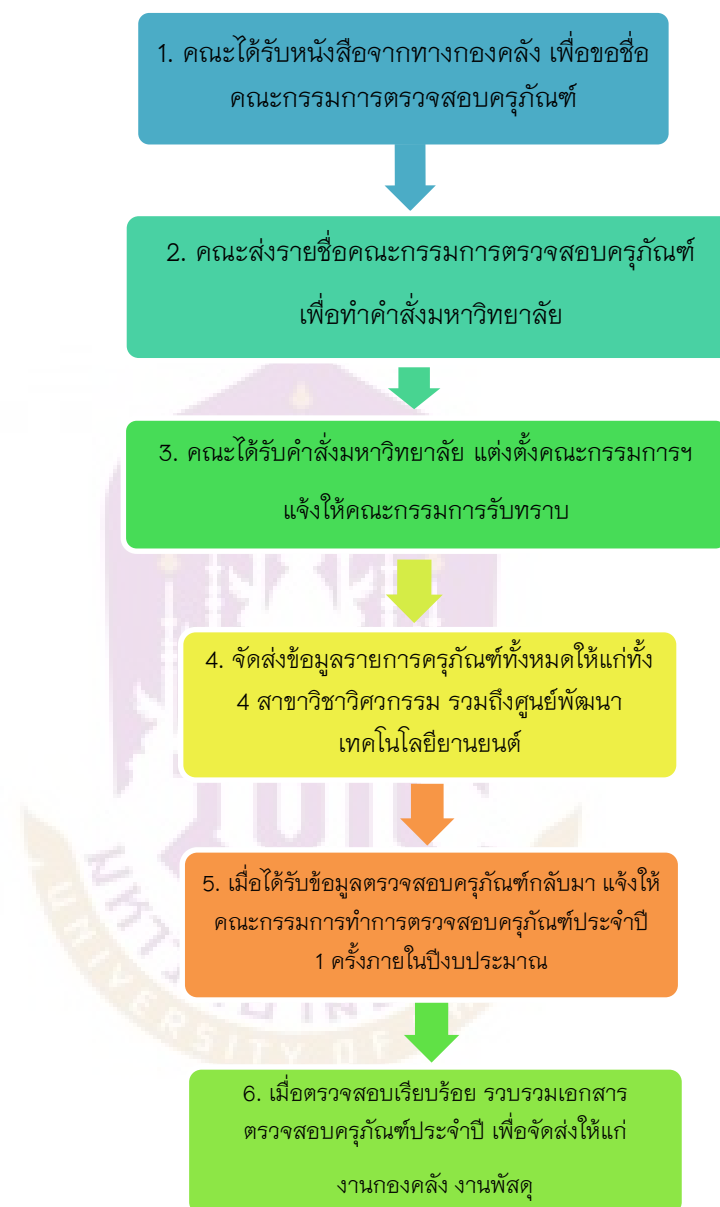 1. คณะได้รับหนังสือจากทางกองคลัง เพื่อขอชื่อ
คณะกรรมการตรวจสอบครุภัณฑ์
2. คณะส่งรายชื่อคณะกรรมการตรวจสอบครุภัณฑ์
เพื่อทำคำสั่งมหาวิทยาลัย
3. คณะได้รับคำสั่งมหาวิทยาลัย แต่งตั้งคณะกรรมการฯ
แจ้งให้คณะกรรมการรับทราบ
4. จัดส่งข้อมูลรายการครุภัณฑ์ทั้งหมดให้แก่ทั้ง
4 สาขาวิชาวิศวกรรม รวมถึงศูนย์พัฒนา
เทคโนโลยียานยนต์
5. เมื่อได้รับข้อมูลตรวจสอบครุภัณฑ์กลับมา แจ้งให้
คณะกรรมการทำการตรวจสอบครุภัณฑ์ประจำปี
1 ครั้งภายในปีงบประมาณ
6. เมื่อตรวจสอบเรียบร้อย รวบรวมเอกสาร
ตรวจสอบครุภัณฑ์ประจำปี เพื่อจัดส่งให้แก่
งานกองคลัง งานพัสดุ